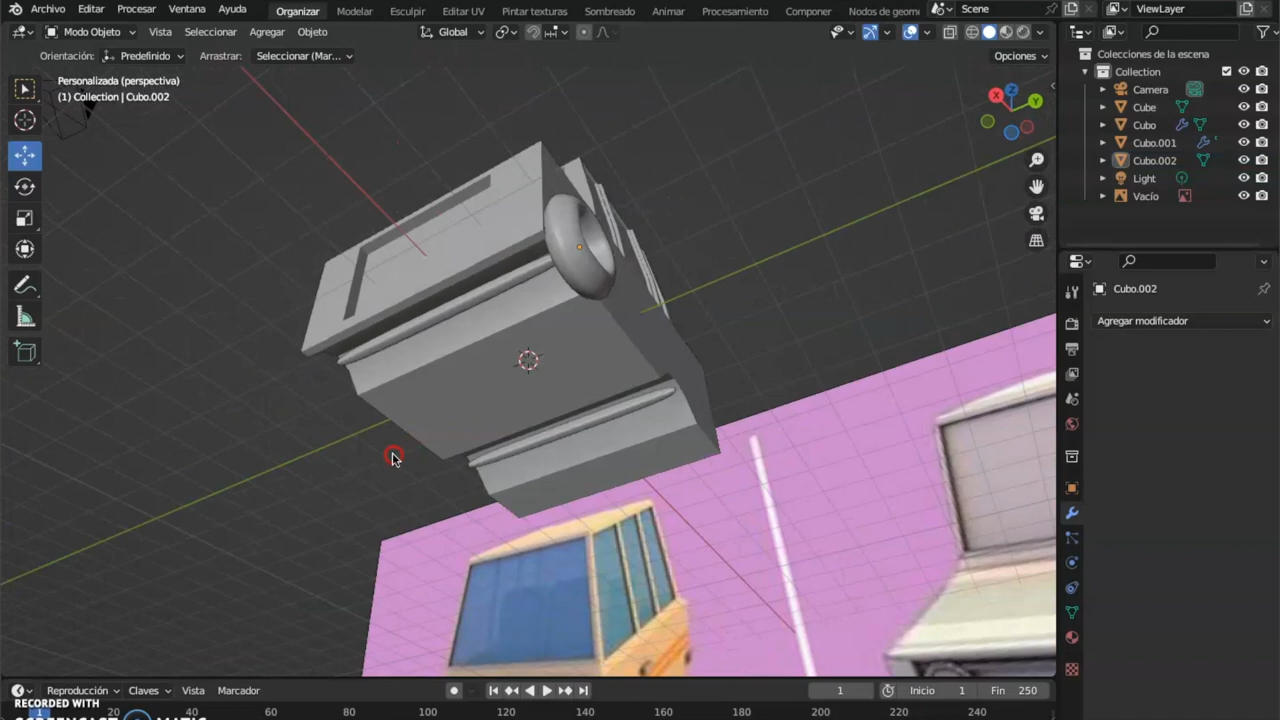 Archivo Editar Procesar Ventana Ayuda Organizar Modelar Esculpir Editar UV Pintar texturas Sombreado Animar Procesamiento Componer Nodos de geome Scene ViewLayer
Modo Objeto Vista Seleccionar Agregar Objeto Global
Orientación: Predefinido Arrastrar: Seleccionar (Mar... Opciones
Personalizada (perspectiva)
(1) Collection | Cubo.002
X Y Z
Colecciones de la escena
Collection
Camera
Cube
Cubo
Cubo.001
Cubo.002
Light
Vacío
Cubo.002
Agregar modificador
Reproducción Claves Vista Marcador 1 Inicio 1 Fin 250
RECORDED WITH
1 20 40 60 80 100 120 140 160 180 200 220 240
SCREENCAST MATIC